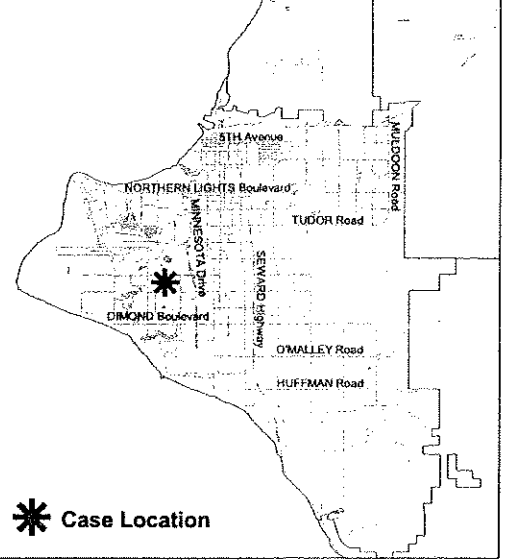 5TH Avenue
MULDOON Road
NORTHERN LIGHTS Boulevard
MINNESOTA Drive
TUDOR Road
SEWARD Highway
DIMOND Boulevard
O'MALLEY Road
HUFFMAN Road
Case Location